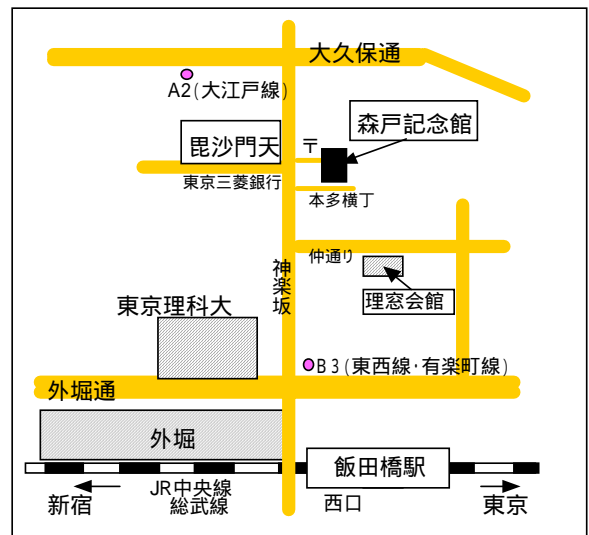 大久保通
A2(大江戸線)
森戸記念館
毘沙門天
〒
東京三菱銀行
本多横丁
仲通り
神楽坂
理窓会館
東京理科大
B3(東西線・有楽町線)
外堀通
外堀
飯田橋駅
新宿
JR中央線
総武線
西口
東京